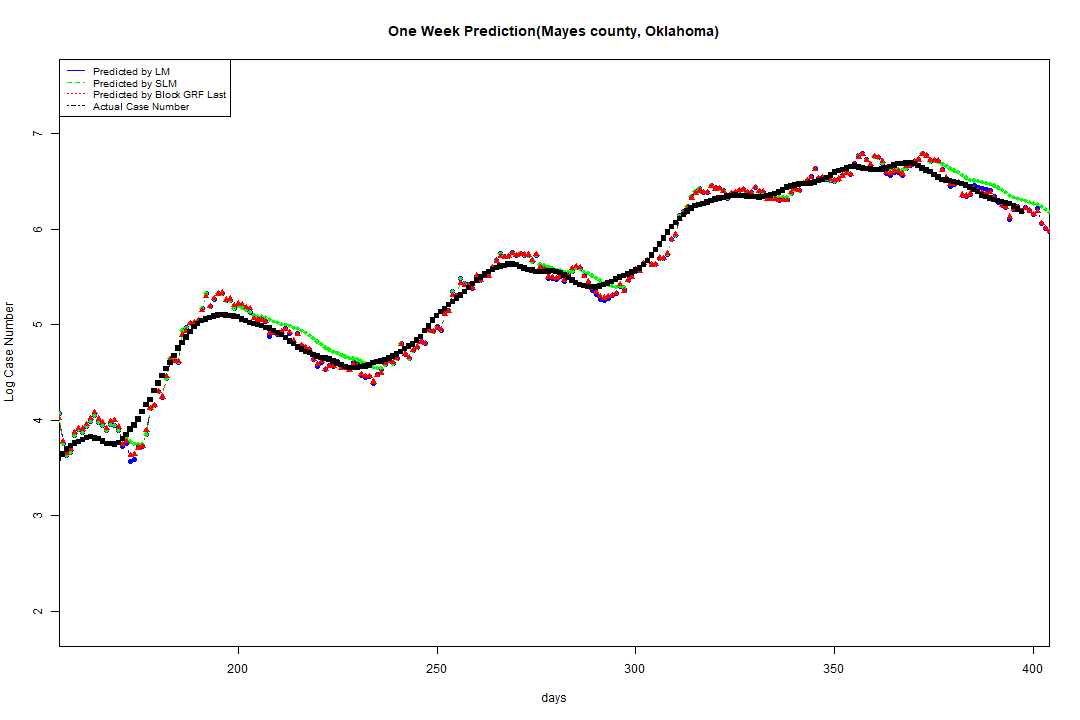 One Week Prediction(Mayes county, Oklahoma)
Predicted by LM
Predicted by SLM
Predicted by Block GRF Last
Actual Case Number
7
6
5
4
3
2
Log Case Number
200 250 300 350 400
days